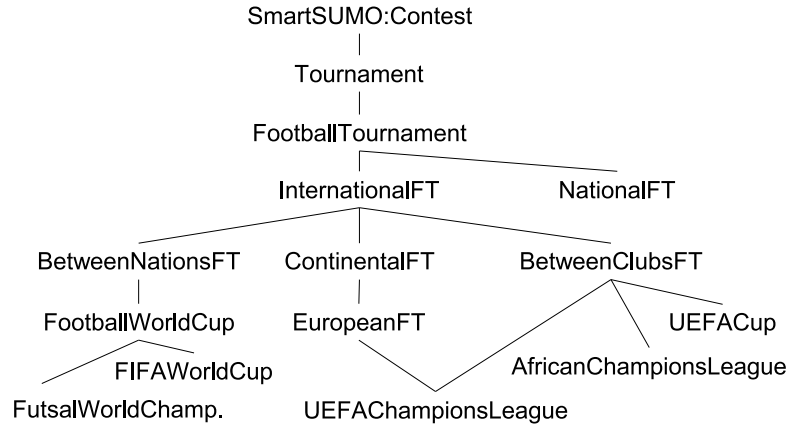 SmartSUMO:Contest
Tournament
FootballTournament
InternationalFT
NationalFT
BetweenNationsFT
ContinentalFT
BetweenClubsFT
FootballWorldCup
EuropeanFT
UEFACup
FIFAWorldCup
AfricanChampionsLeague
FutsalWorldChamp.
UEFAChampionsLeague